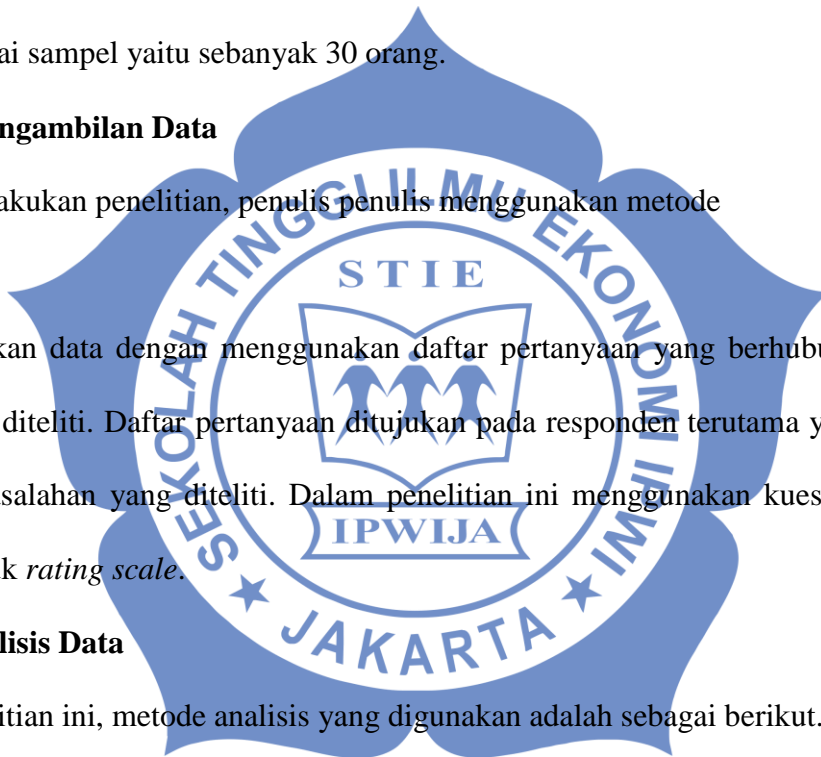 ai sampel yaitu sebanyak 30 orang.
ngambilan Data
akukan penelitian, penulis penulis menggunakan metode
kan data dengan menggunakan daftar pertanyaan yang berhubu
diteliti. Daftar pertanyaan ditujukan pada responden terutama y
salahan yang diteliti. Dalam penelitian ini menggunakan kues
k rating scale.
lisis Data
itian ini, metode analisis yang digunakan adalah sebagai berikut.
SEKOLAH TINGGI ILMU EKONOMI IPWI
STIE
IPWIJA
★ JAKARTA ★